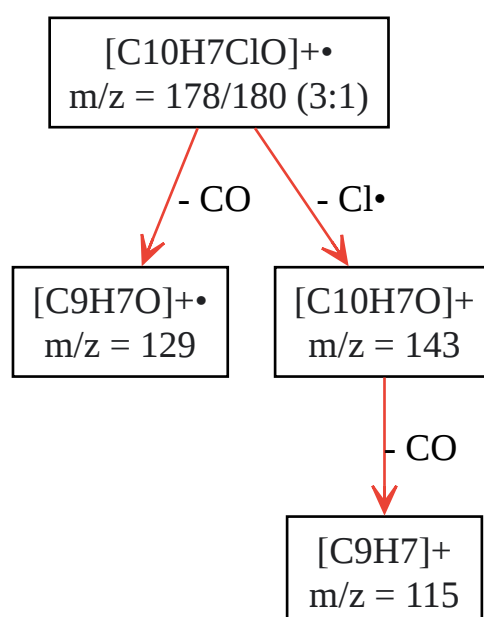 [C10H7ClO]+•
m/z = 178/180 (3:1)
- CO
- Cl•
[C9H7O]+•
m/z = 129
[C10H7O]+
m/z = 143
- CO
[C9H7]+
m/z = 115